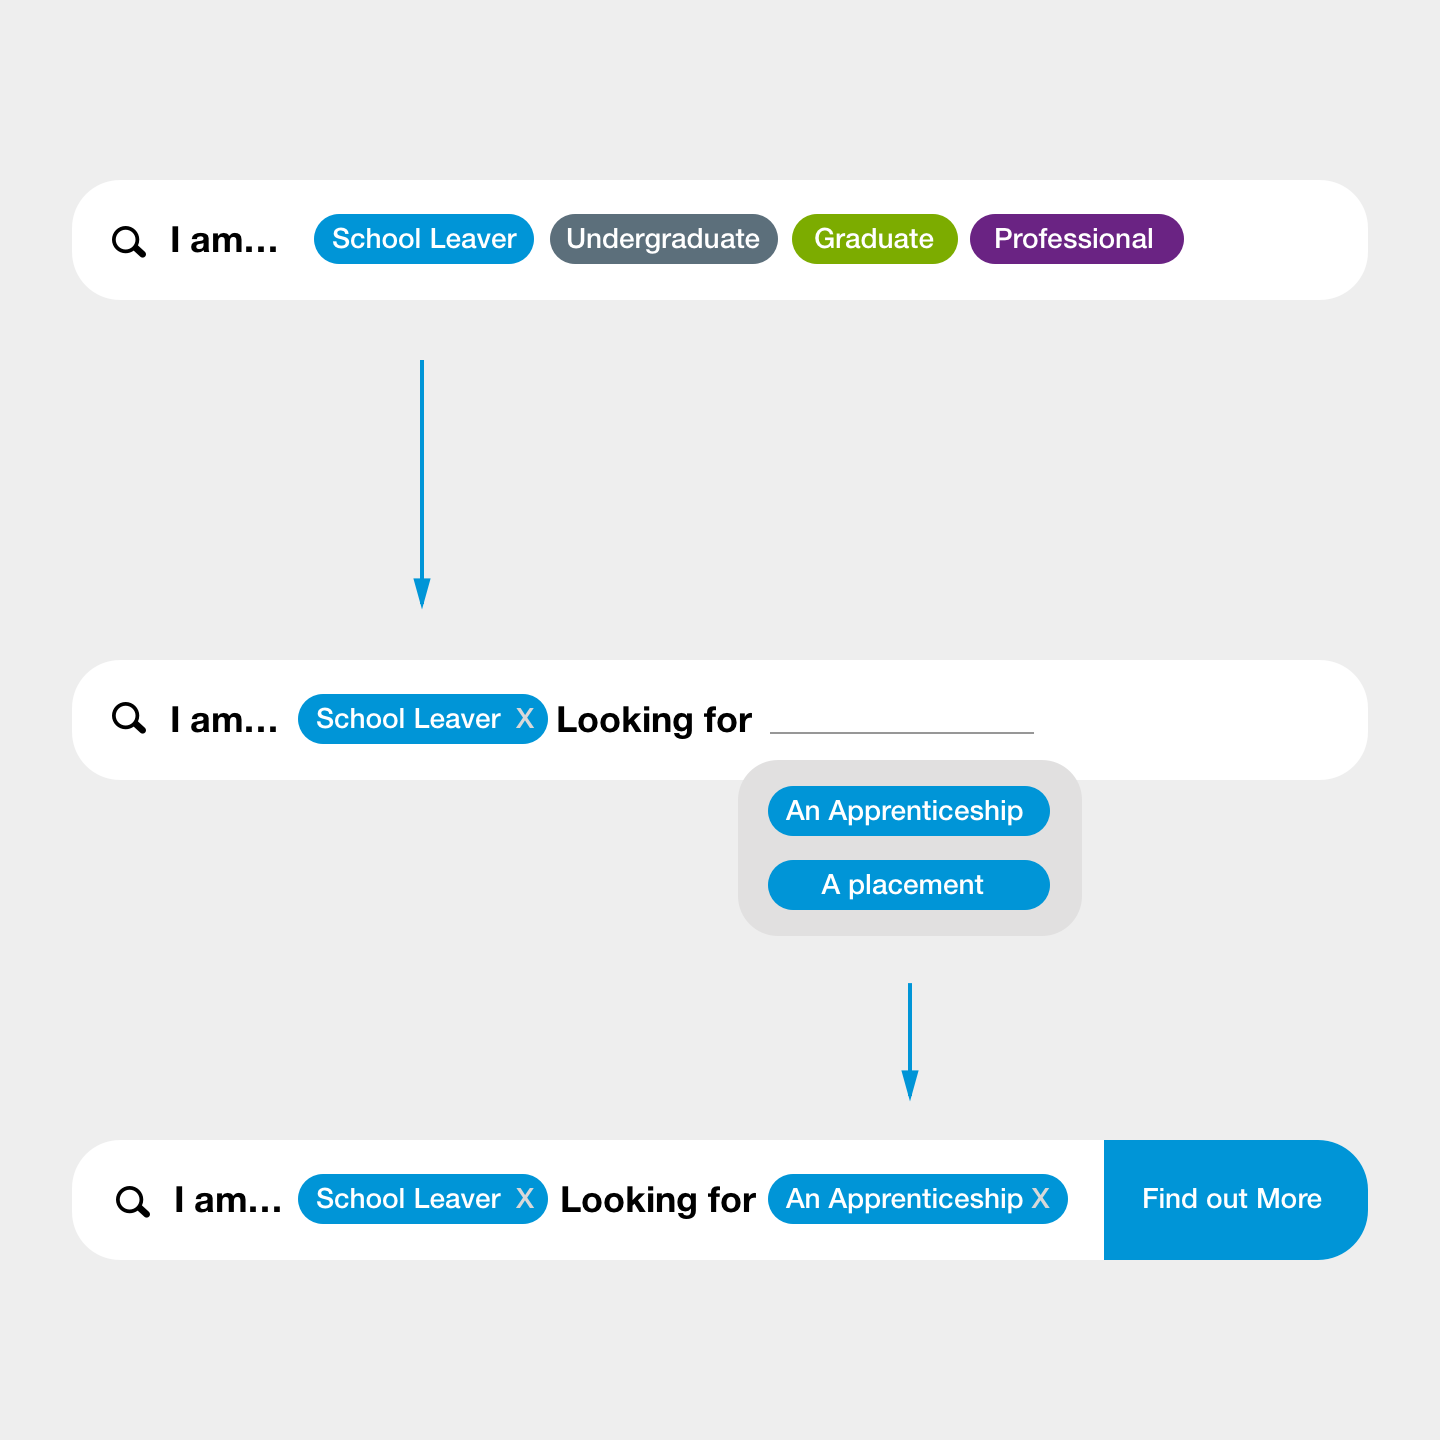 I am... School Leaver Undergraduate Graduate Professional
I am... School Leaver X Looking for
An Apprenticeship
A placement
I am... School Leaver X Looking for An Apprenticeship X Find out More